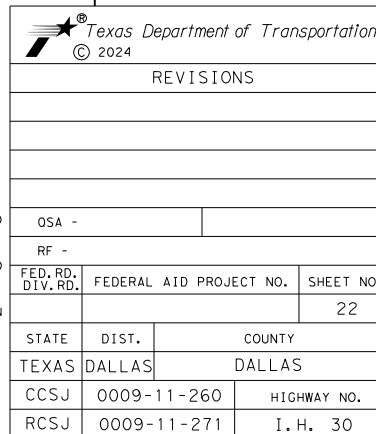 ® Texas Department of Transportation
© 2024
REVISIONS
QSA -
RF -
FED. RD. DIV. RD. FEDERAL AID PROJECT NO. SHEET NO
22
STATE DIST. COUNTY
TEXAS DALLAS DALLAS
CCSJ 0009-11-260 HIGHWAY NO.
RCSJ 0009-11-271 I.H. 30